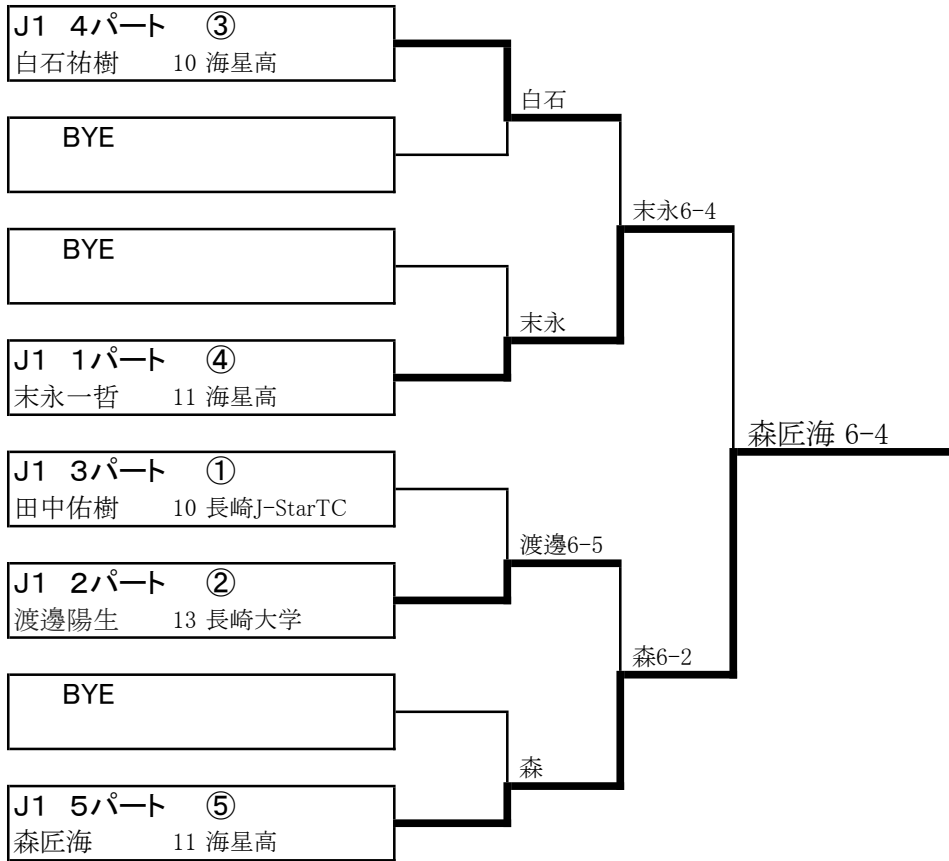 J1 4パート ③
白石祐樹 10 海星高
白石
BYE
末永6-4
BYE
末永
J1 1パート ④
末永一哲 11 海星高
森匠海 6-4
J1 3パート ①
田中佑樹 10 長崎J-StarTC
渡邊6-5
J1 2パート ②
渡邊陽生 13 長崎大学
森6-2
BYE
森
J1 5パート ⑤
森匠海 11 海星高